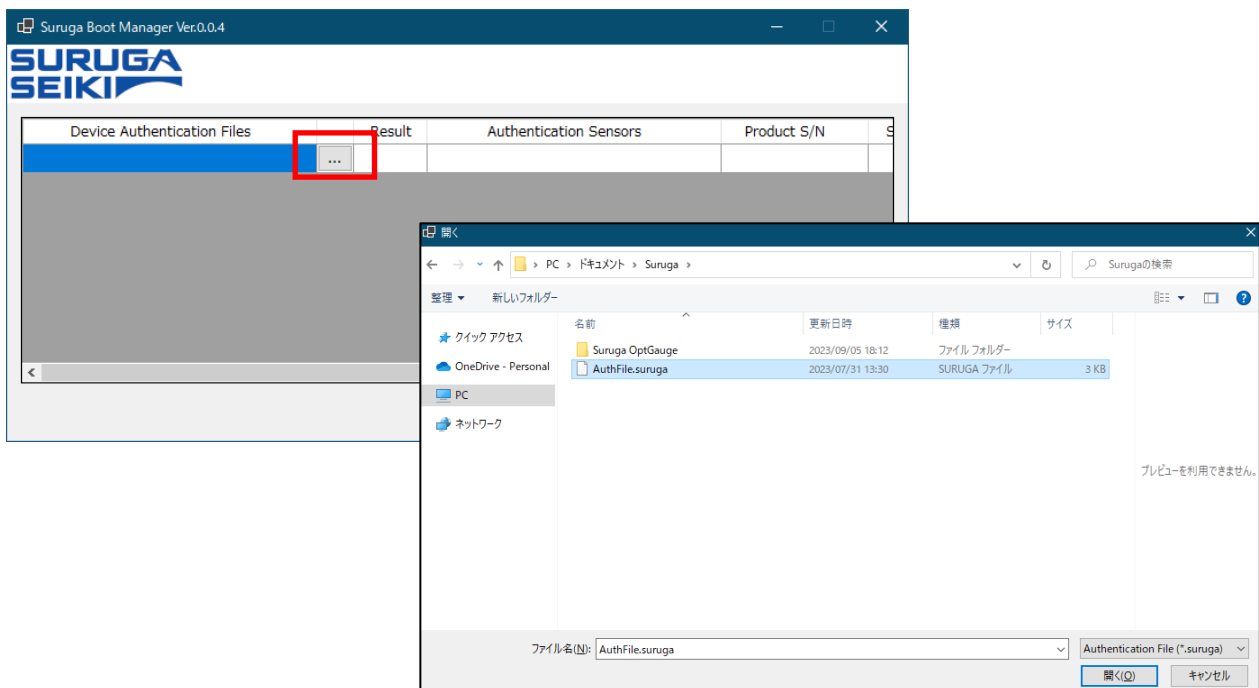 Suruga Boot Manager Ver.0.0.4
SURUGA
SEIKI
Device Authentication Files Result Authentication Sensors Product S/N S
...
開く
PC > ドキュメント > Suruga >
Surugaの検索
整理 新しいフォルダー
名前 更新日時 種類 サイズ
クイック アクセス
Suruga OptGauge 2023/09/05 18:12 ファイル フォルダー
OneDrive - Personal
AuthFile.suruga 2023/07/31 13:30 SURUGA ファイル 3 KB
PC
ネットワーク
プレビューを利用できません。
ファイル名(N): AuthFile.suruga Authentication File (*.suruga)
開く(O) キャンセル